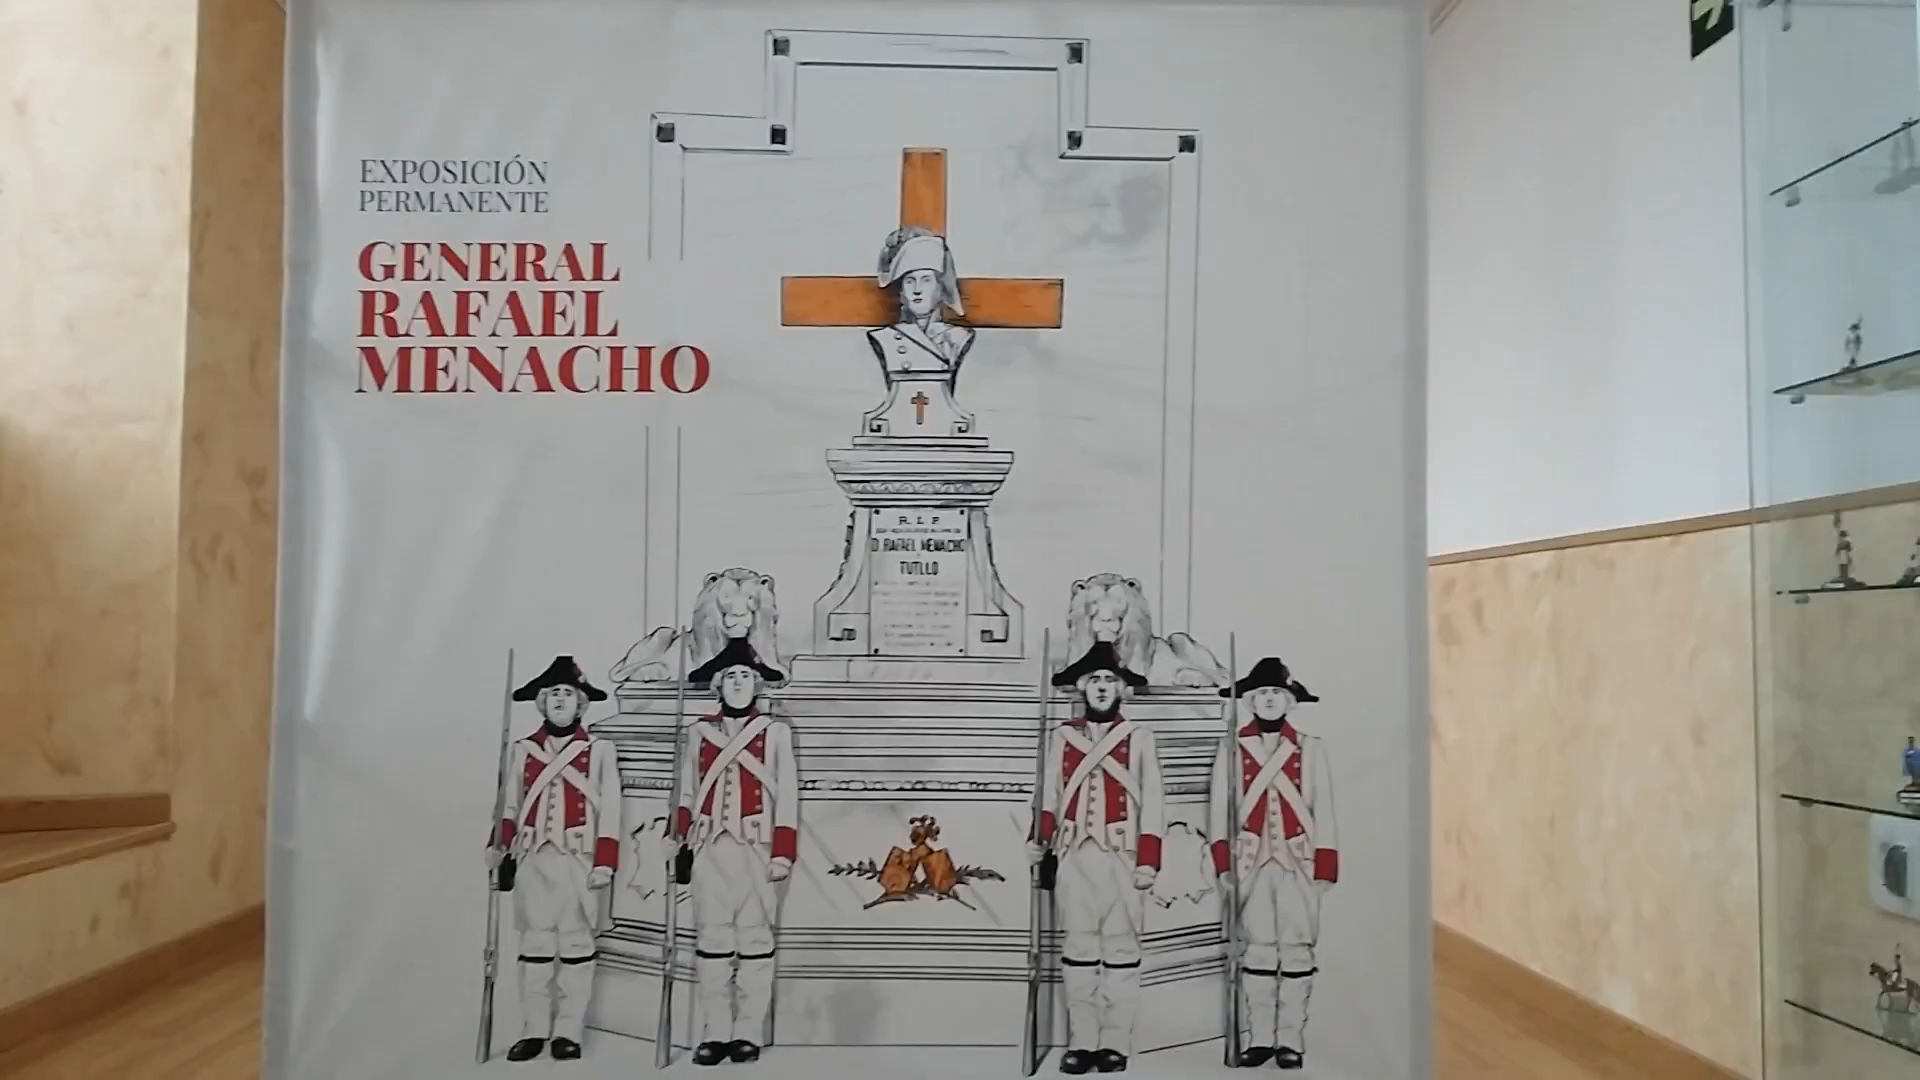 EXPOSICIÓN
PERMANENTE
GENERAL
RAFAEL
MENACHO
R. I. P.
D. RAFAEL MENACHO
TUTLLO